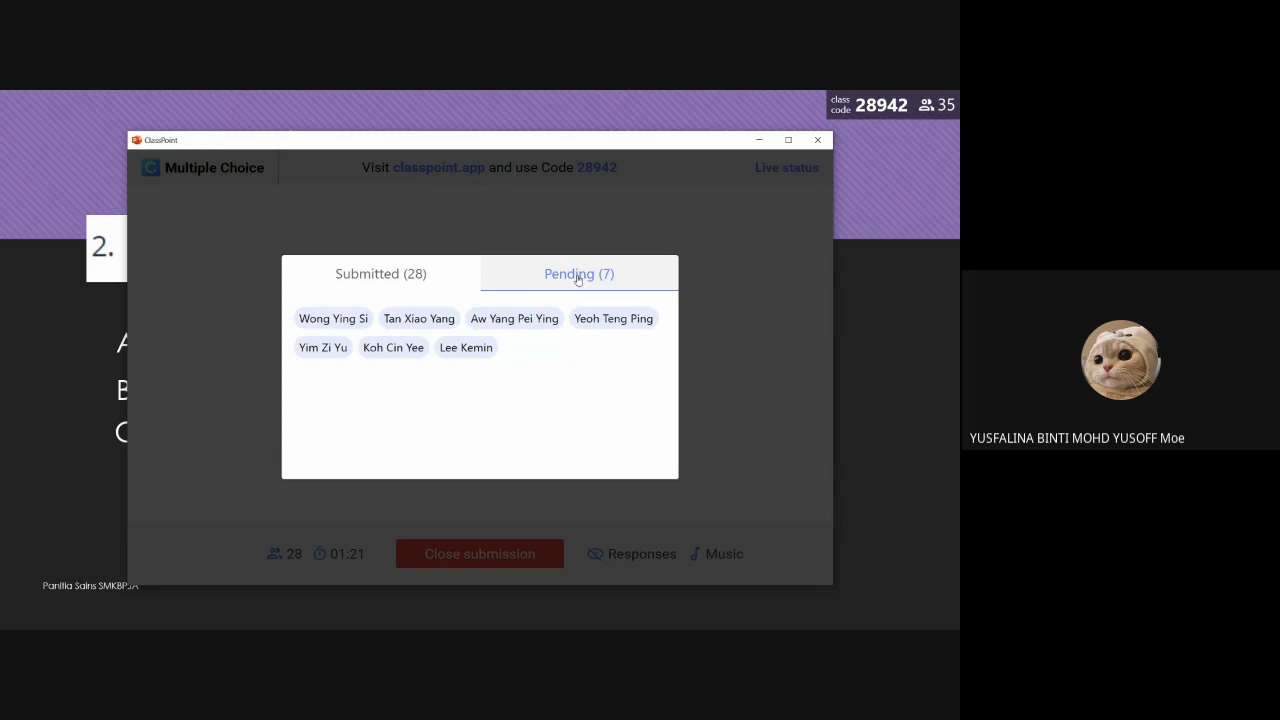 class code 28942 35
ClassPoint
Multiple Choice Visit classpoint.app and use Code 28942 Live status
2.
Submitted (28) Pending (7)
Wong Ying Si Tan Xiao Yang Aw Yang Pei Ying Yeoh Teng Ping
Yim Zi Yu Koh Cin Yee Lee Kemin
A
B
C
YUSFALINA BINTI MOHD YUSOFF Moe
28 01:21 Close submission Responses Music
Panitia Sains SMKBPJA